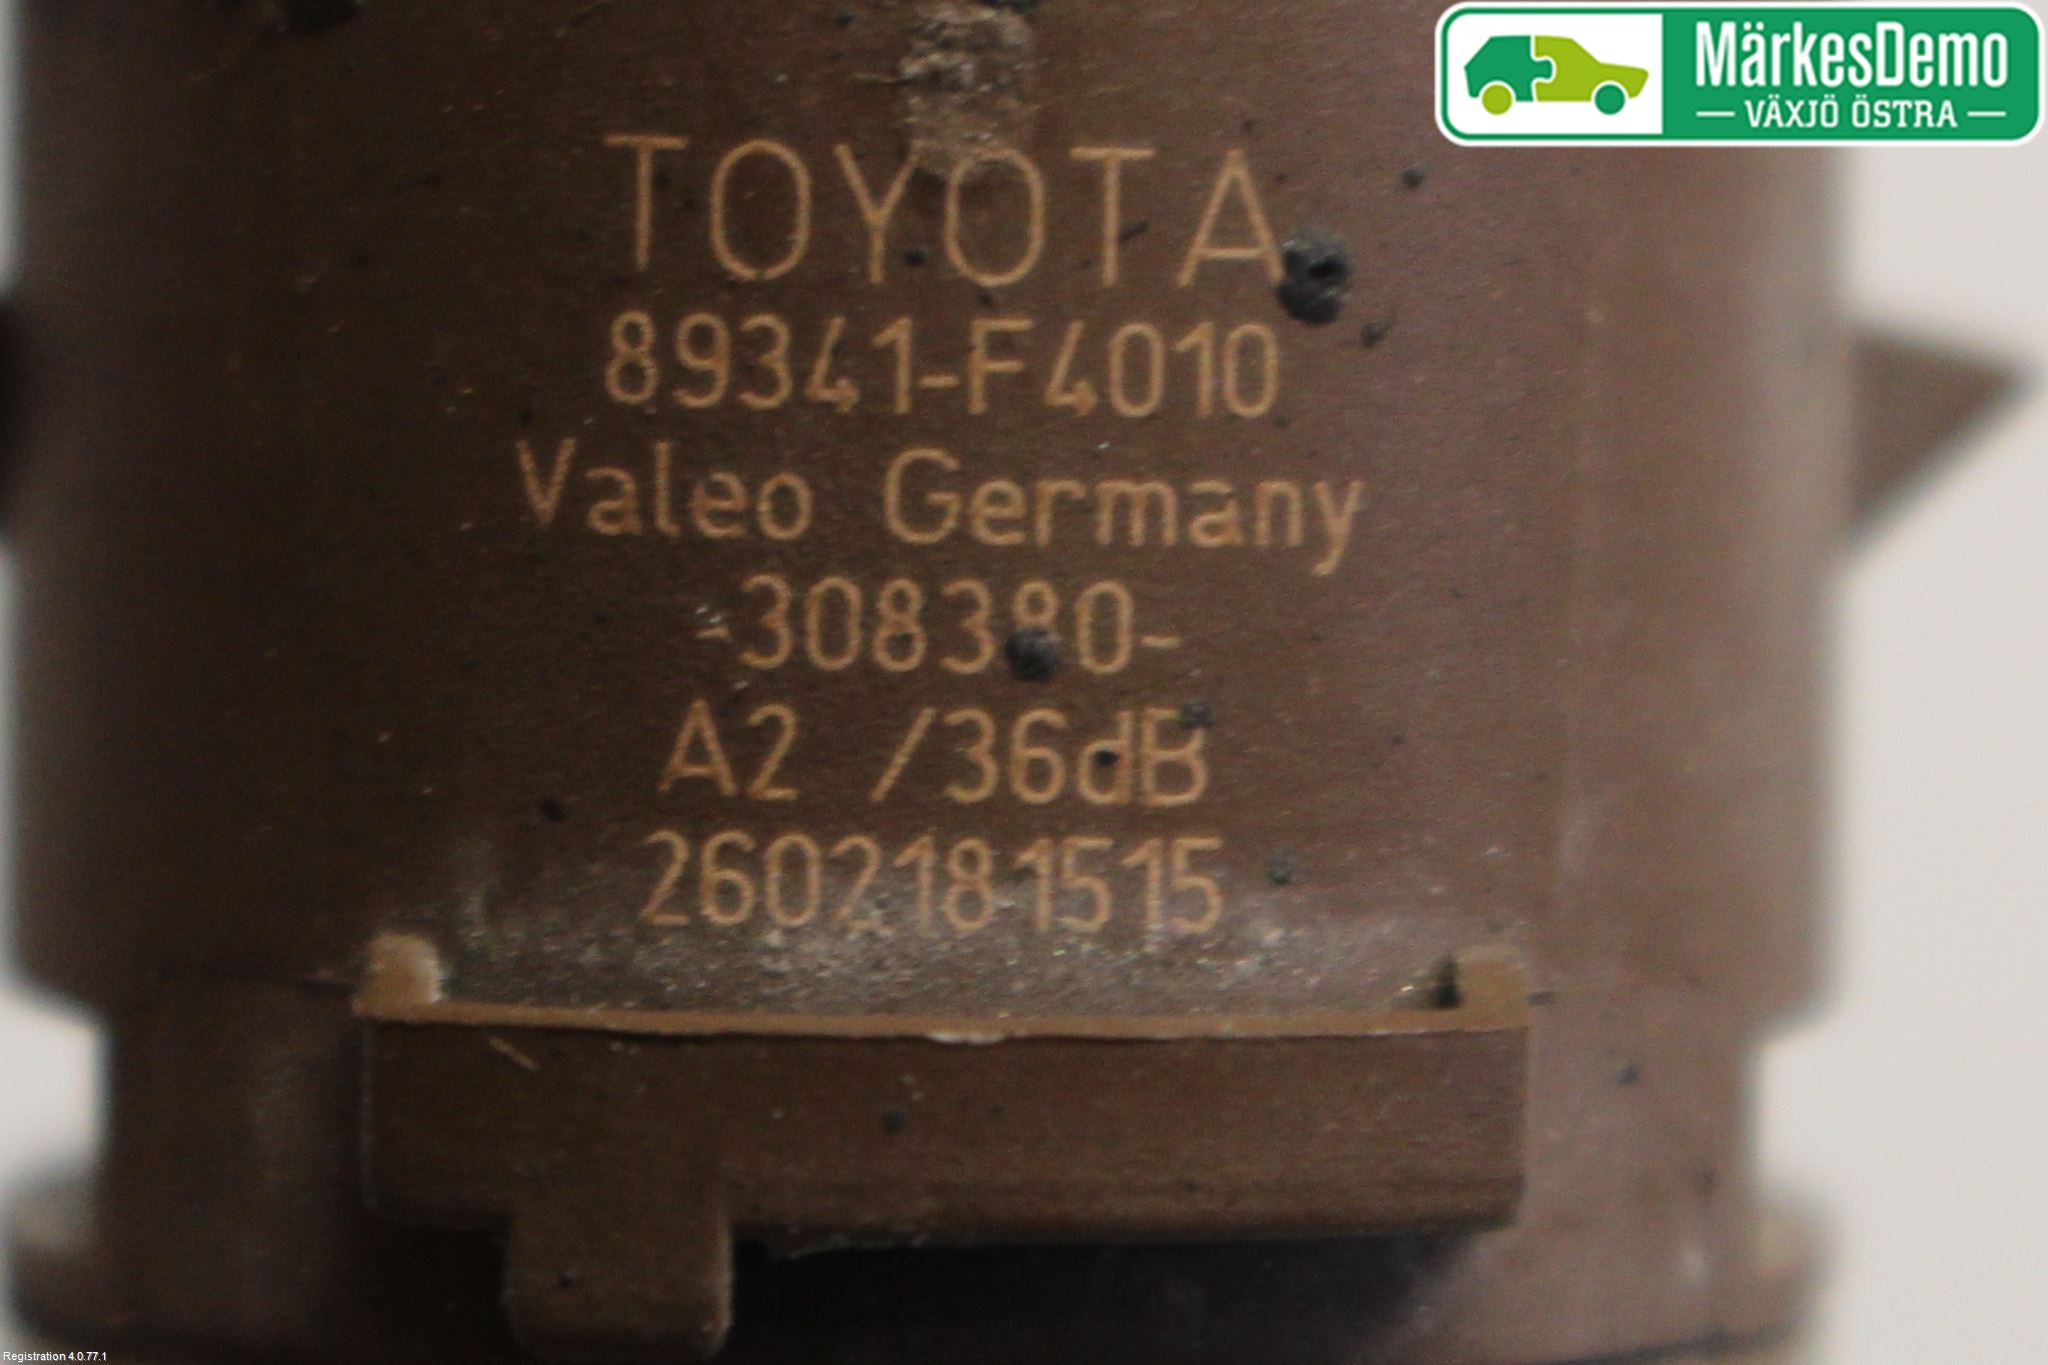 MärkesDemo
VÄXJÖ ÖSTRA
TOYOTA
89341-F4010
Valeo Germany
-308380-
A2 /36dB
2602181515
Registration 4.0.77.1